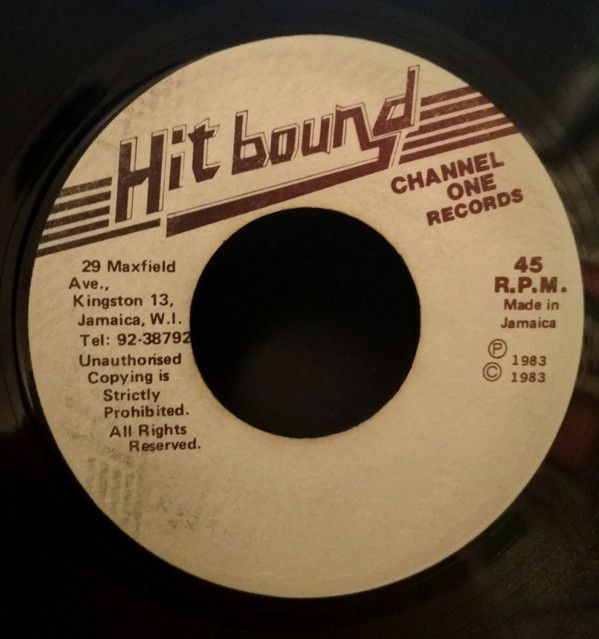 Hit bound
CHANNEL
ONE
RECORDS
29 Maxfield
Ave.,
Kingston 13,
Jamaica, W.I.
Tel: 92-38792
Unauthorised
Copying is
Strictly
Prohibited.
All Rights
Reserved.
45
R.P.M.
Made in
Jamaica
Ⓟ 1983
© 1983